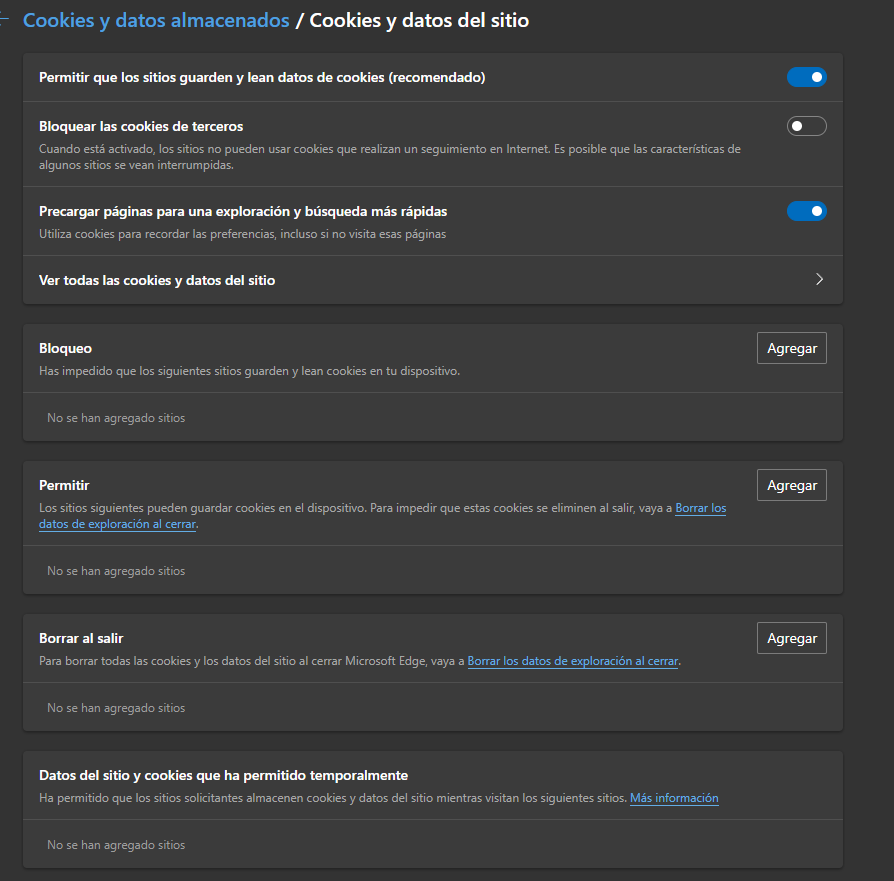 Cookies y datos almacenados / Cookies y datos del sitio
Permitir que los sitios guarden y lean datos de cookies (recomendado)
Bloquear las cookies de terceros
Cuando está activado, los sitios no pueden usar cookies que realizan un seguimiento en Internet. Es posible que las características de
algunos sitios se vean interrumpidas.
Precargar páginas para una exploración y búsqueda más rápidas
Utiliza cookies para recordar las preferencias, incluso si no visita esas páginas
Ver todas las cookies y datos del sitio
Bloqueo
Agregar
Has impedido que los siguientes sitios guarden y lean cookies en tu dispositivo.
No se han agregado sitios
Permitir
Agregar
Los sitios siguientes pueden guardar cookies en el dispositivo. Para impedir que estas cookies se eliminen al salir, vaya a Borrar los
datos de exploración al cerrar.
No se han agregado sitios
Borrar al salir
Agregar
Para borrar todas las cookies y los datos del sitio al cerrar Microsoft Edge, vaya a Borrar los datos de exploración al cerrar.
No se han agregado sitios
Datos del sitio y cookies que ha permitido temporalmente
Ha permitido que los sitios solicitantes almacenen cookies y datos del sitio mientras visitan los siguientes sitios. Más información
No se han agregado sitios